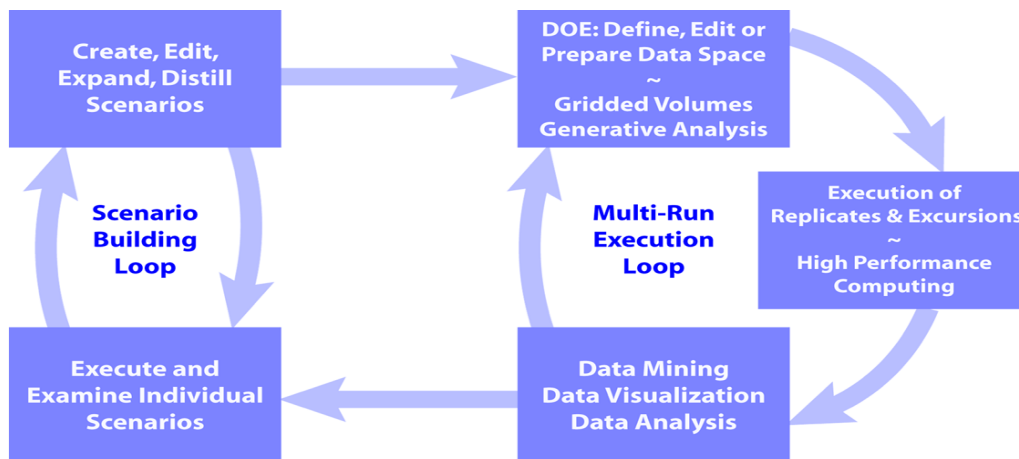 Create, Edit,
Expand, Distill
Scenarios
DOE: Define, Edit or
Prepare Data Space
~
Gridded Volumes
Generative Analysis
Scenario
Building
Loop
Multi-Run
Execution
Loop
Execution of
Replicates & Excursions
~
High Performance
Computing
Execute and
Examine Individual
Scenarios
Data Mining
Data Visualization
Data Analysis